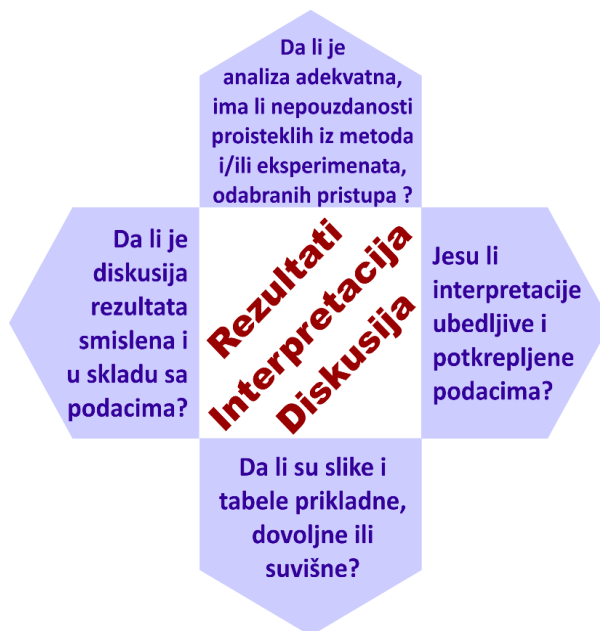 Da li je
analiza adekvatna,
ima li nepouzdanosti
proisteklih iz metoda
i/ili eksperimenata,
odabranih pristupa ?
Da li je
diskusija
rezultata
smislena i
u skladu sa
podacima?
Rezultati
Interpretacija
Diskusija
Jesu li
interpretacije
ubedljive i
potkrepljene
podacima?
Da li su slike i
tabele prikladne,
dovoljne ili
suvišne?